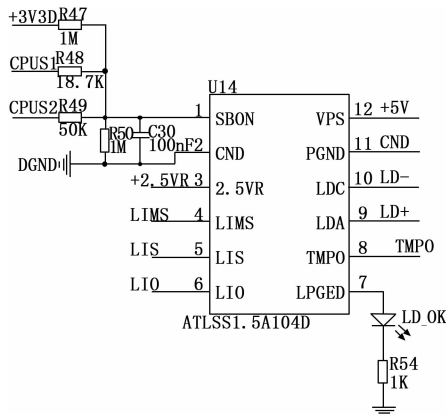 +3V3D R47
1M
CPUS1 R48
18.7K
CPUS2 R49
50K
R50
1M
C30
100nF
DGND
+2.5VR
LIMS
LIS
LIO
U14
1 SBON VPS 12 +5V
2 CND PGND 11 CND
3 2.5VR LDC 10 LD-
4 LIMS LDA 9 LD+
5 LIS TMPO 8 TMPO
6 LIO LPGED 7
ATLSS1.5A104D
LD_OK
R54
1K